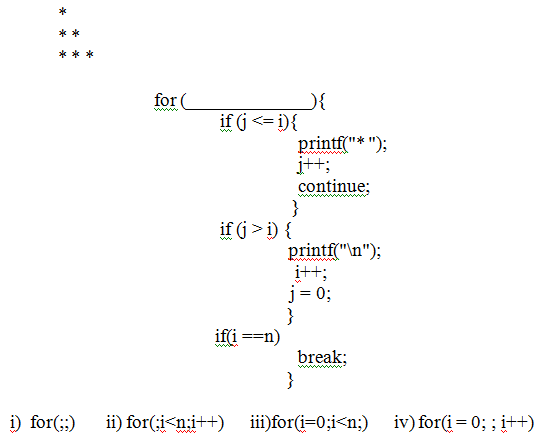 *
* *
* * *
for (______________){
if (j <= i){
printf("* ");
j++;
continue;
}
if (j > i) {
printf("\n");
i++;
j = 0;
}
if(i ==n)
break;
}
i) for(;;) ii) for(;i<n;i++) iii)for(i=0;i<n;) iv) for(i = 0; ; i++)